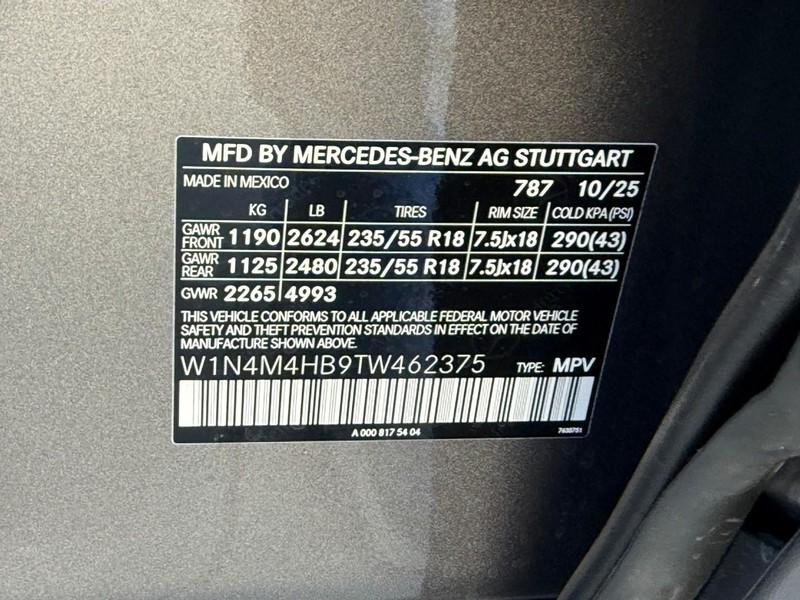 MFD BY MERCEDES-BENZ AG STUTTGART
MADE IN MEXICO 787 10/25
KG LB TIRES RIM SIZE COLD KPA (PSI)
GAWR FRONT 1190 2624 235/55 R18 7.5Jx18 290(43)
GAWR REAR 1125 2480 235/55 R18 7.5Jx18 290(43)
GVWR 2265 4993
THIS VEHICLE CONFORMS TO ALL APPLICABLE FEDERAL MOTOR VEHICLE
SAFETY AND THEFT PREVENTION STANDARDS IN EFFECT ON THE DATE OF
MANUFACTURE SHOWN ABOVE.
W1N4M4HB9TW462375 TYPE: MPV
A 000 817 54 04